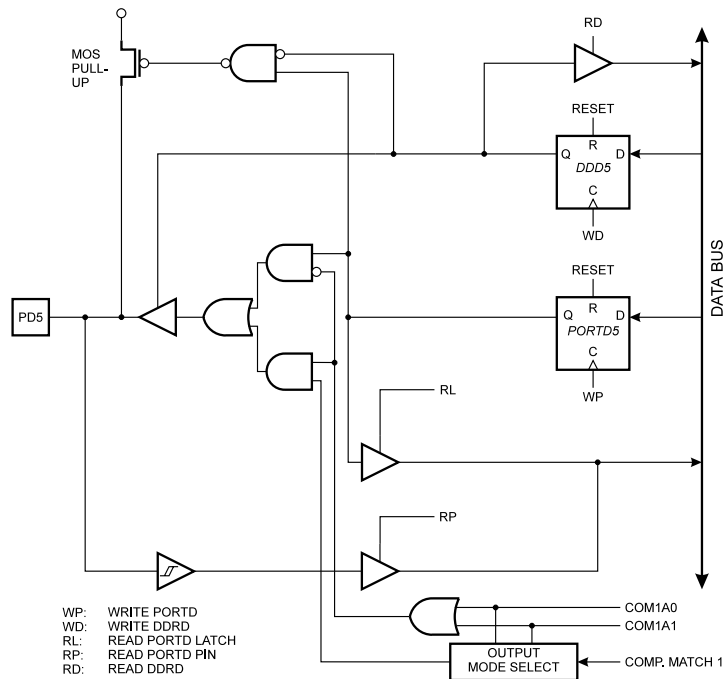 RD
MOS
PULL-
UP
RESET
R
Q
D
DDD5
C
WD
RESET
R
Q
D
PORTD5
C
WP
DATA BUS
PD5
RL
RP
WP: WRITE PORTD
WD: WRITE DDRD
RL: READ PORTD LATCH
RP: READ PORTD PIN
RD: READ DDRD
COM1A0
COM1A1
OUTPUT
MODE SELECT
COMP. MATCH 1